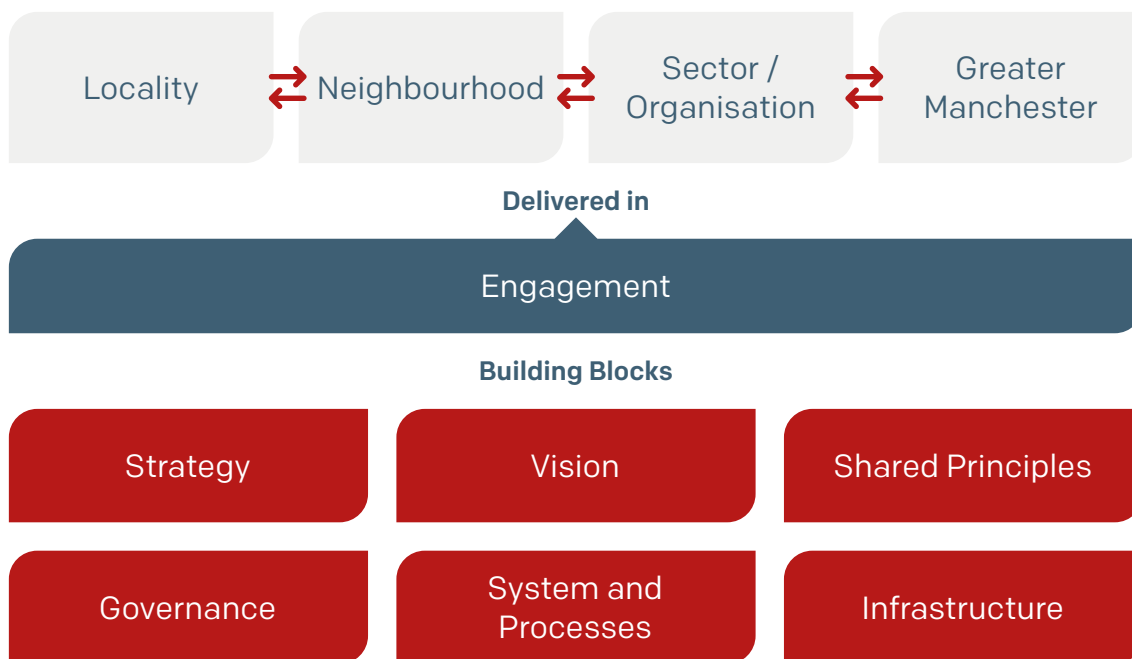 Locality
Neighbourhood
Sector /
Organisation
Greater
Manchester
Delivered in
Engagement
Building Blocks
Strategy
Vision
Shared Principles
Governance
System and
Processes
Infrastructure